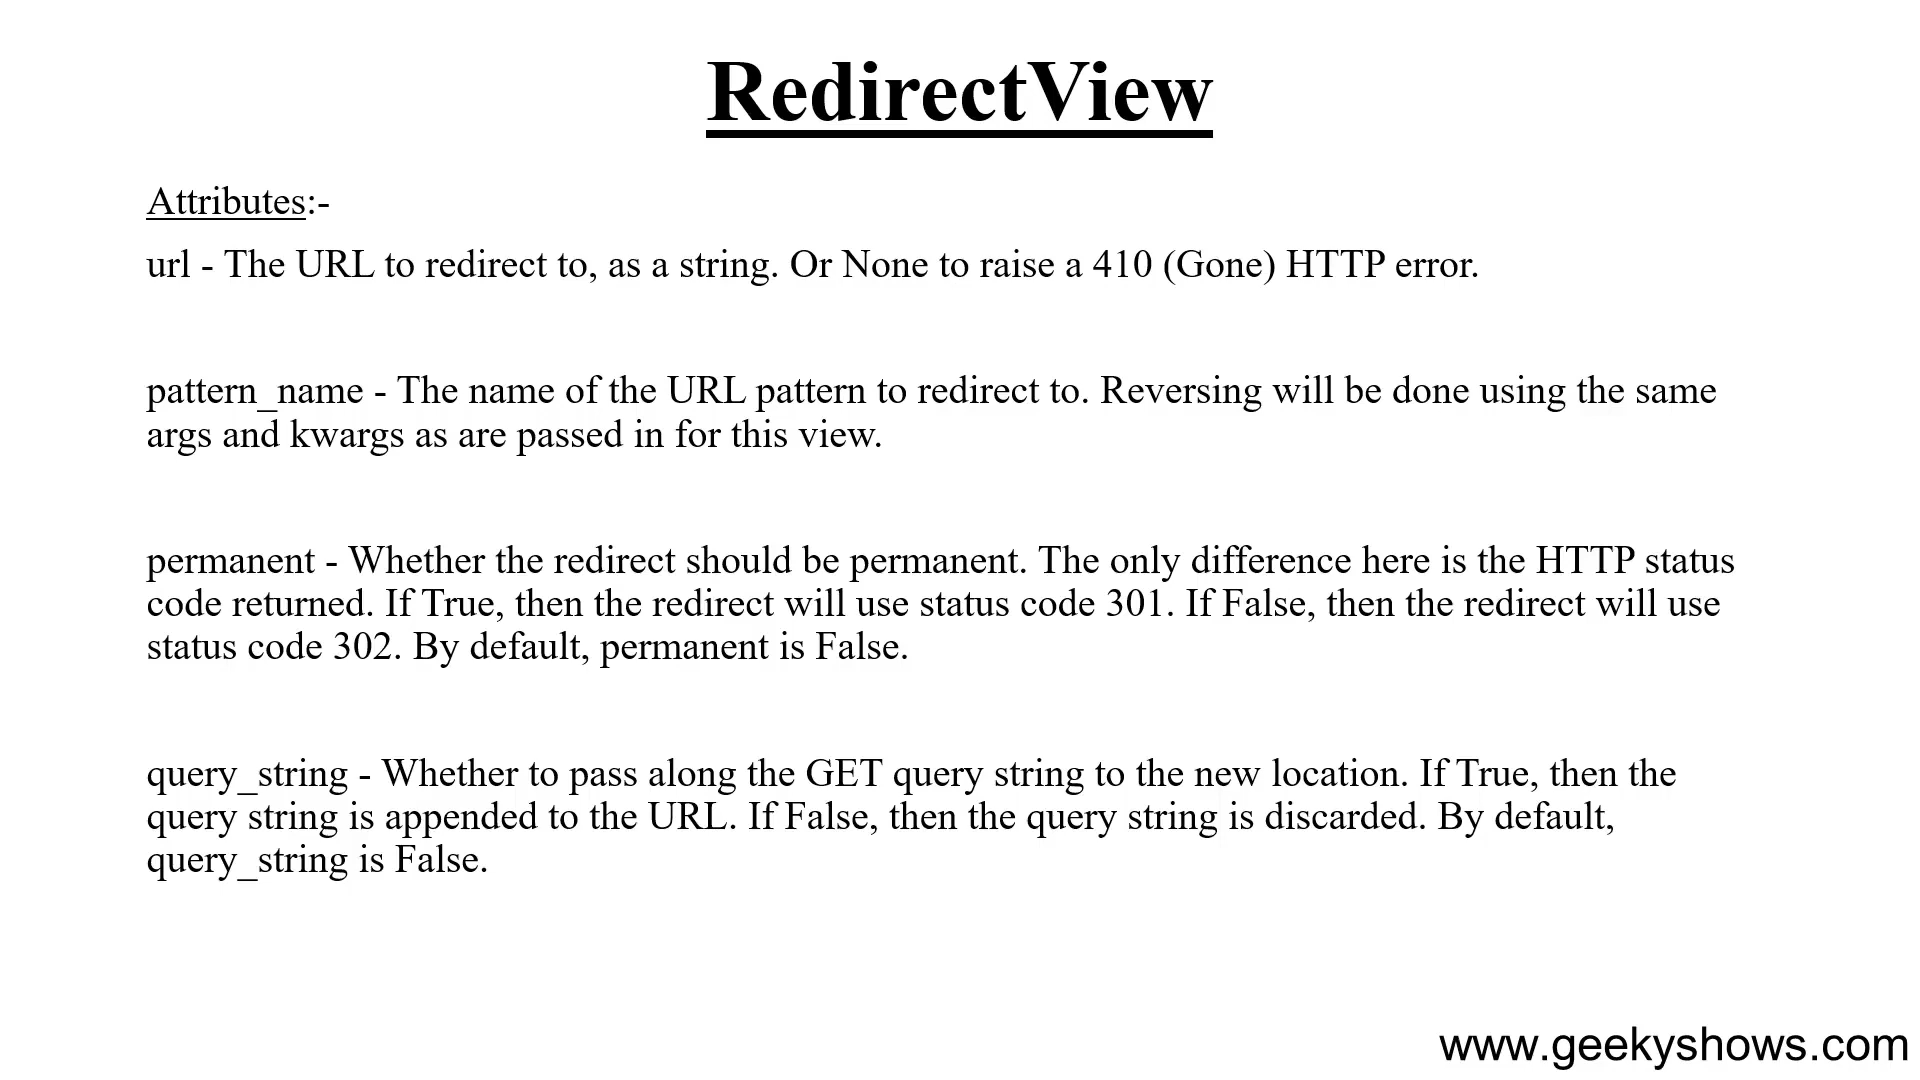 RedirectView
Attributes:-
url - The URL to redirect to, as a string. Or None to raise a 410 (Gone) HTTP error.
pattern_name - The name of the URL pattern to redirect to. Reversing will be done using the same
args and kwargs as are passed in for this view.
permanent - Whether the redirect should be permanent. The only difference here is the HTTP status
code returned. If True, then the redirect will use status code 301. If False, then the redirect will use
status code 302. By default, permanent is False.
query_string - Whether to pass along the GET query string to the new location. If True, then the
query string is appended to the URL. If False, then the query string is discarded. By default,
query_string is False.
www.geekyshows.com